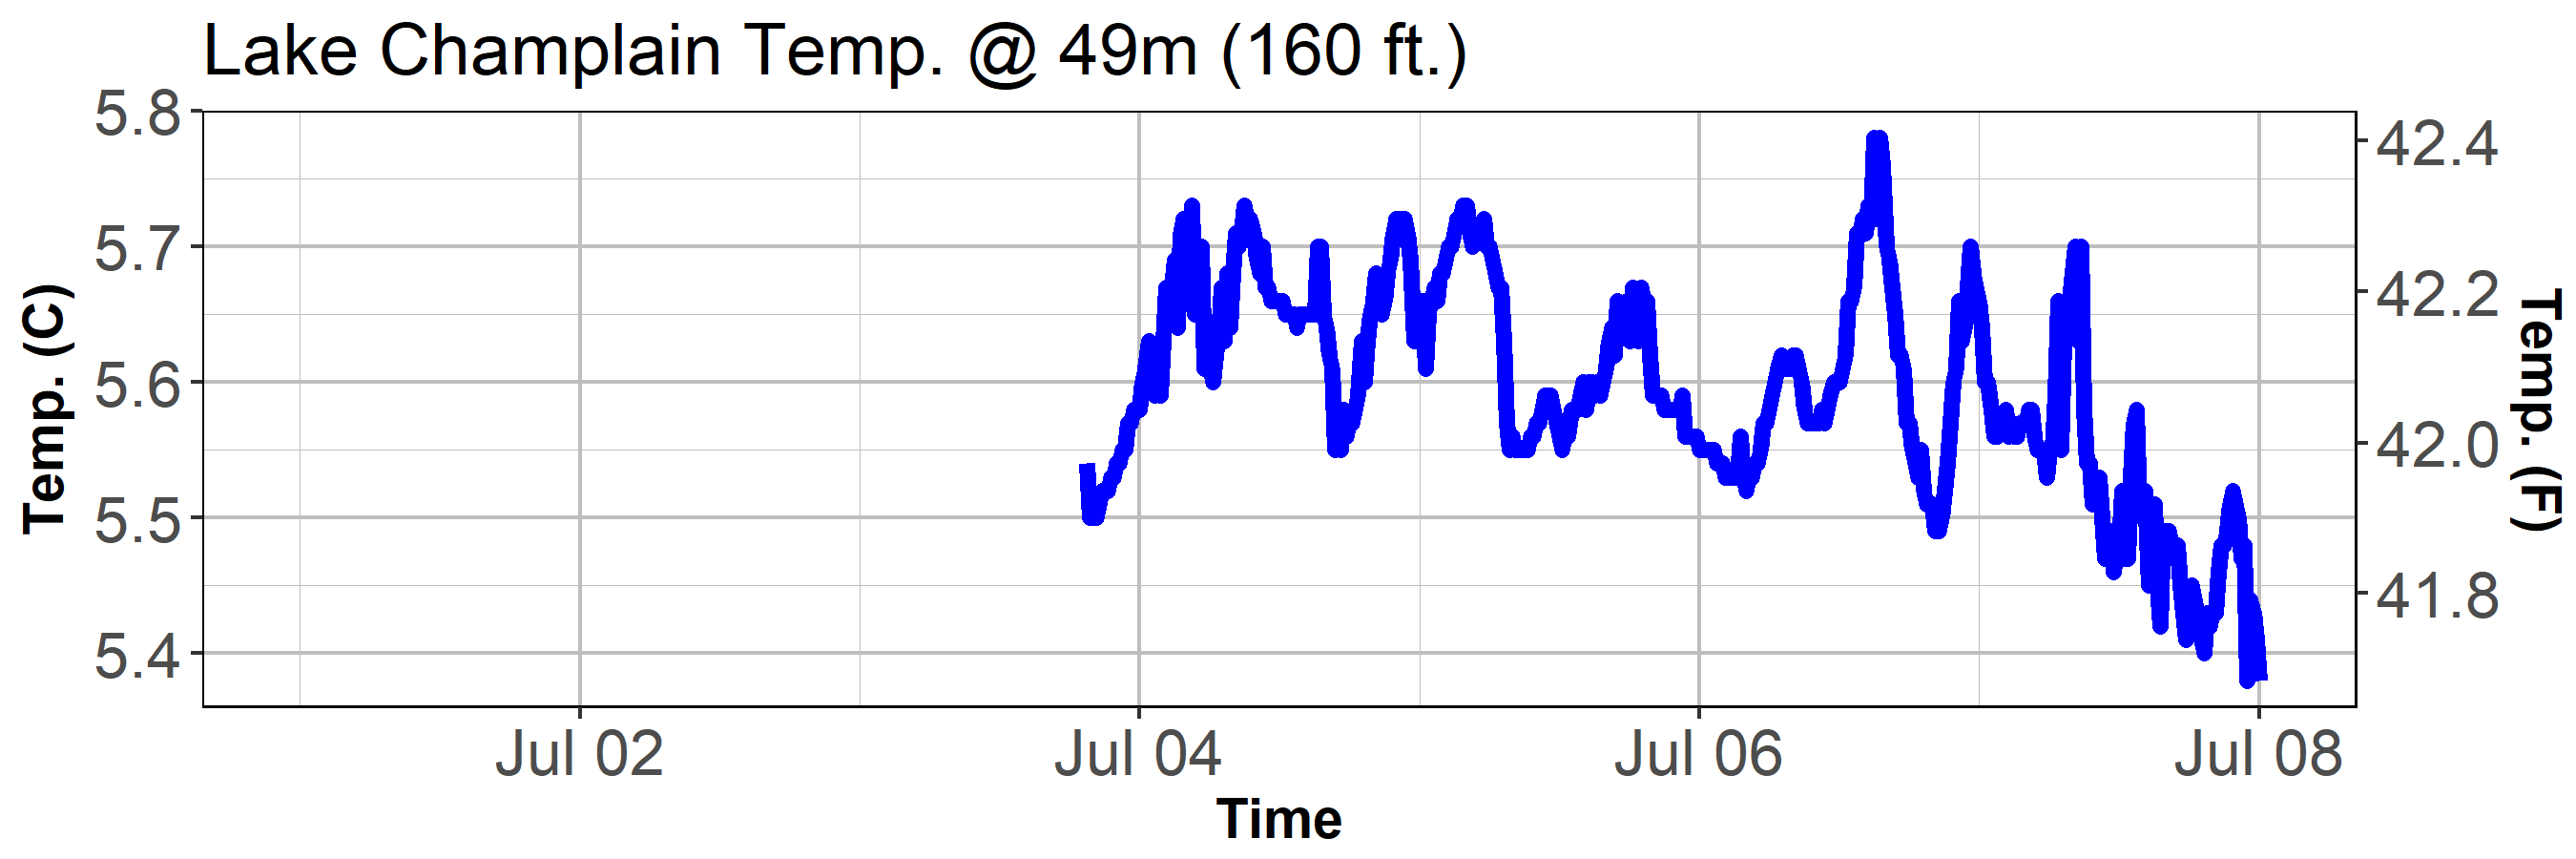 Lake Champlain Temp. @ 49m (160 ft.)
5.8
5.7
5.6
5.5
5.4
Temp. (C)
42.4
42.2
42.0
41.8
Temp. (F)
Jul 02 Jul 04 Jul 06 Jul 08
Time